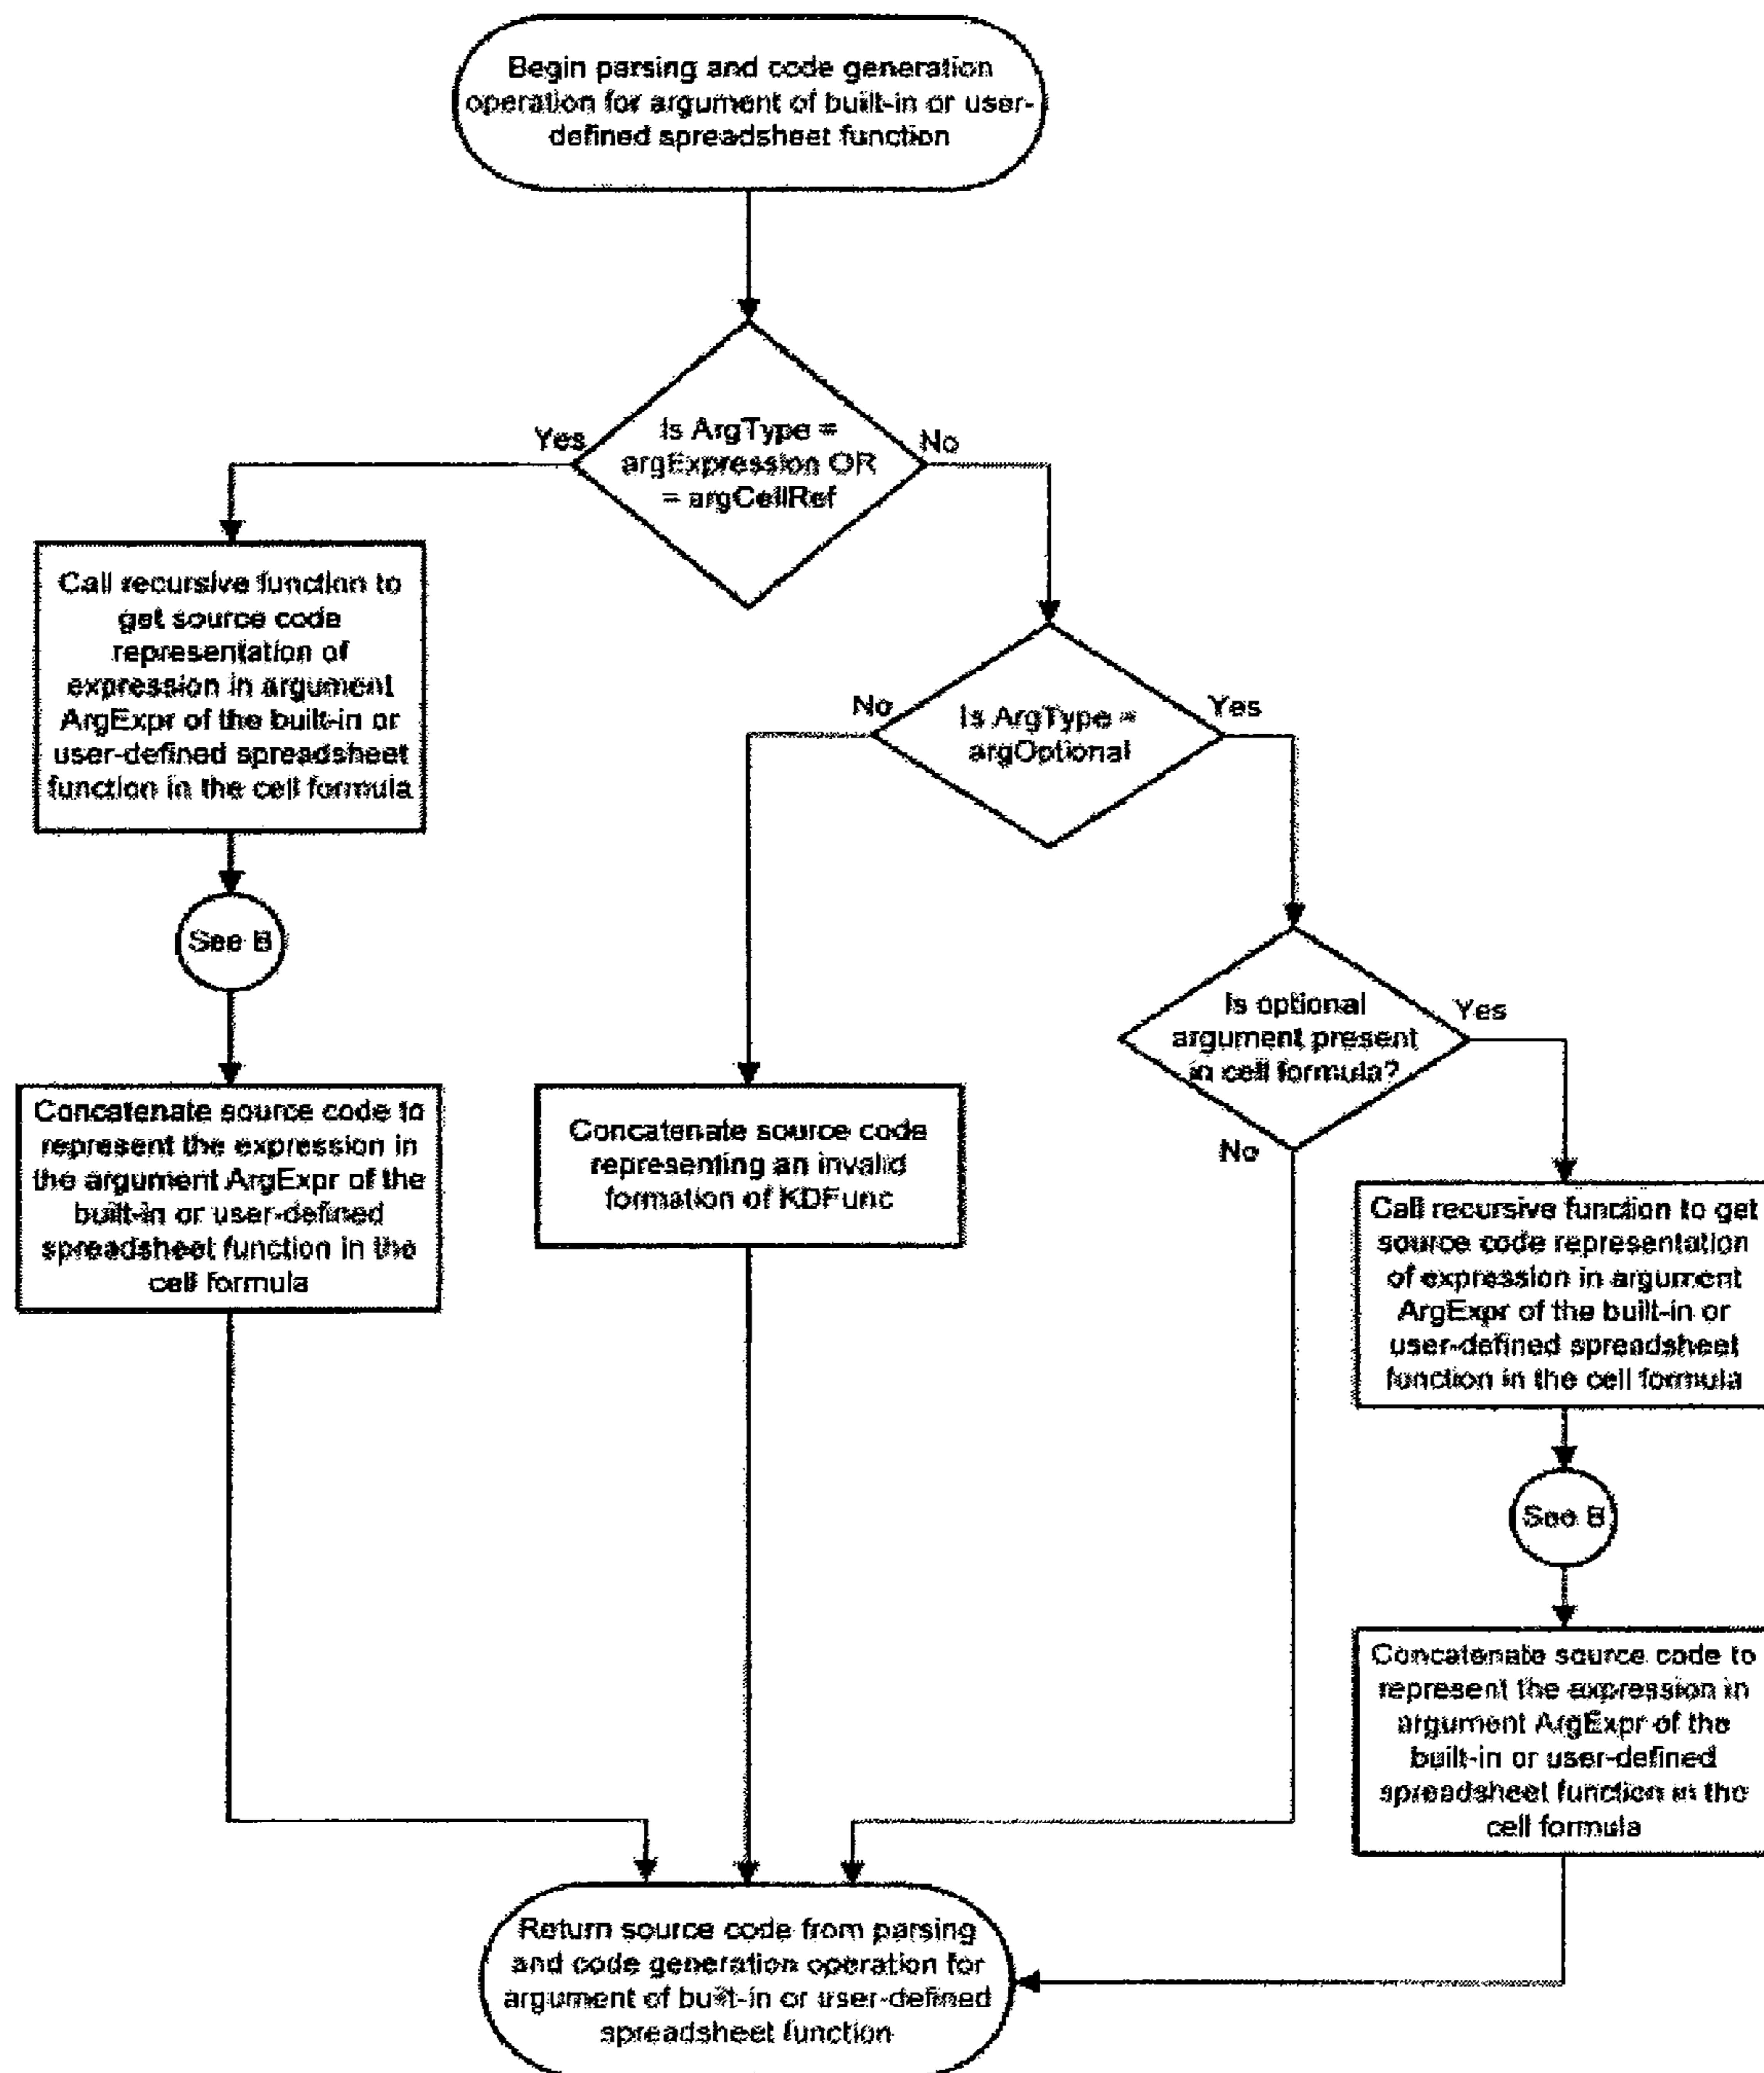 Begin parsing and code generation
operation for argument of built-in or user-
defined spreadsheet function
Is ArgType =
argExpression OR
= argCellRef
Yes
No
Call recursive function to
get source code
representation of
expression in argument
ArgExpr of the built-in or
user-defined spreadsheet
function in the cell formula
See B
Concatenate source code to
represent the expression in
the argument ArgExpr of the
built-in or user-defined
spreadsheet function in the
cell formula
Is ArgType =
argOptional
No
Yes
Concatenate source code
representing an invalid
formation of KDFunc
Is optional
argument present
in cell formula?
Yes
No
Call recursive function to get
source code representation
of expression in argument
ArgExpr of the built-in or
user-defined spreadsheet
function in the cell formula
See B
Concatenate source code to
represent the expression in
argument ArgExpr of the
built-in or user-defined
spreadsheet function in the
cell formula
Return source code from parsing
and code generation operation for
argument of built-in or user-defined
spreadsheet function